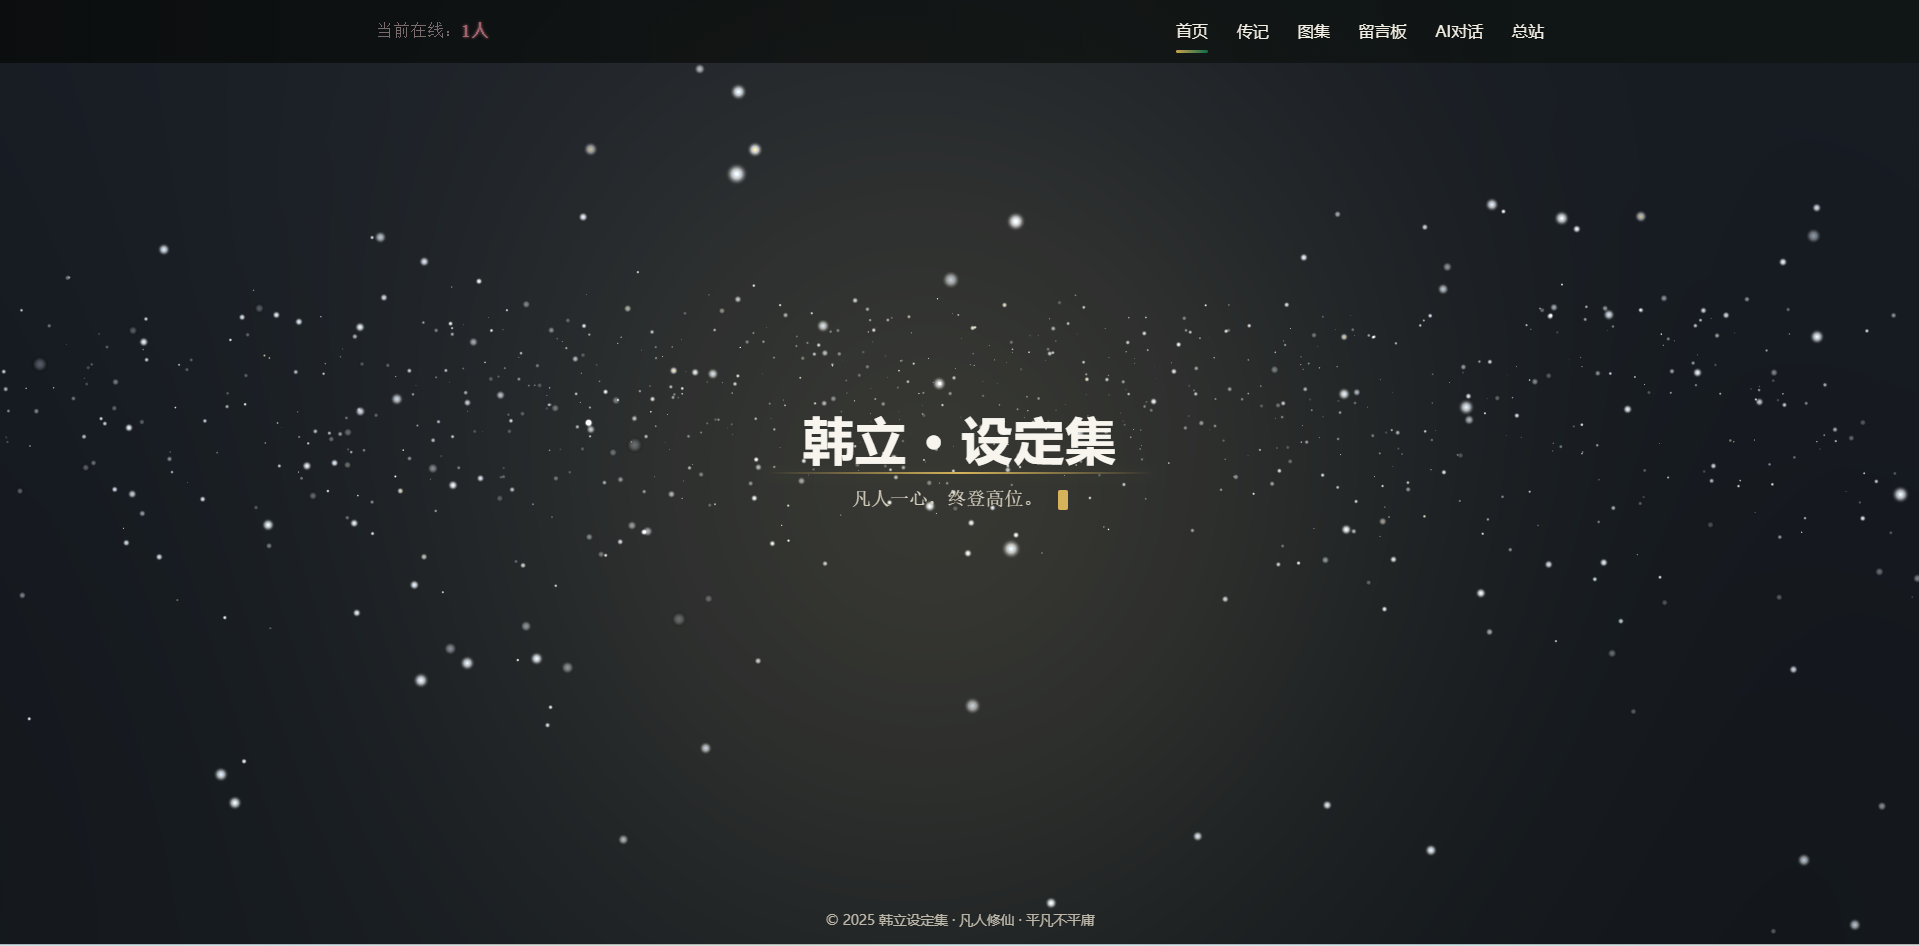 当前在线：1人
首页 传记 图集 留言板 AI对话 总站
韩立・设定集
凡人一心，终登高位。
© 2025 韩立设定集 · 凡人修仙 · 平凡不平庸